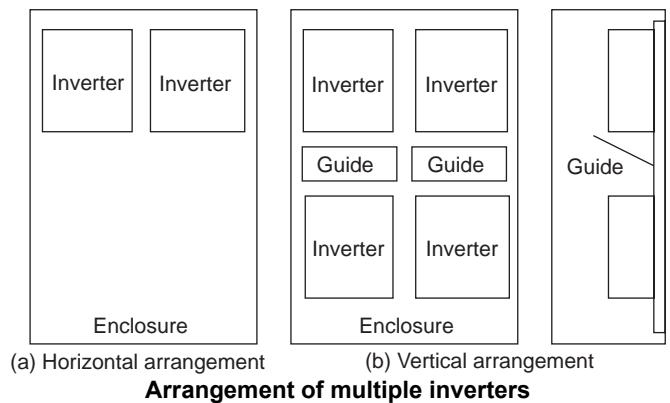 Inverter
Inverter
Enclosure
(a) Horizontal arrangement
Inverter
Inverter
Guide
Guide
Inverter
Inverter
Enclosure
(b) Vertical arrangement
Guide
Arrangement of multiple inverters